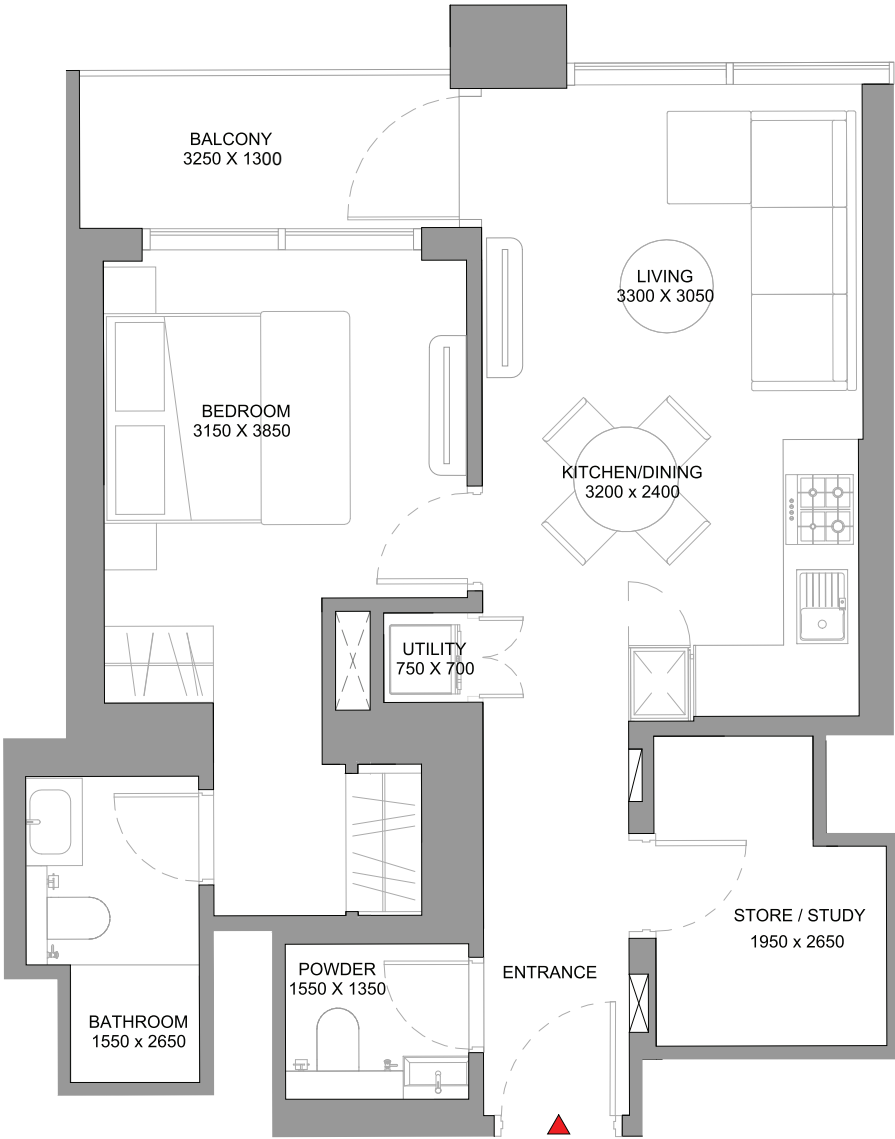 BALCONY
3250 X 1300
LIVING
3300 X 3050
BEDROOM
3150 X 3850
KITCHEN/DINING
3200 x 2400
UTILITY
750 X 700
STORE / STUDY
1950 x 2650
POWDER
1550 X 1350
ENTRANCE
BATHROOM
1550 x 2650